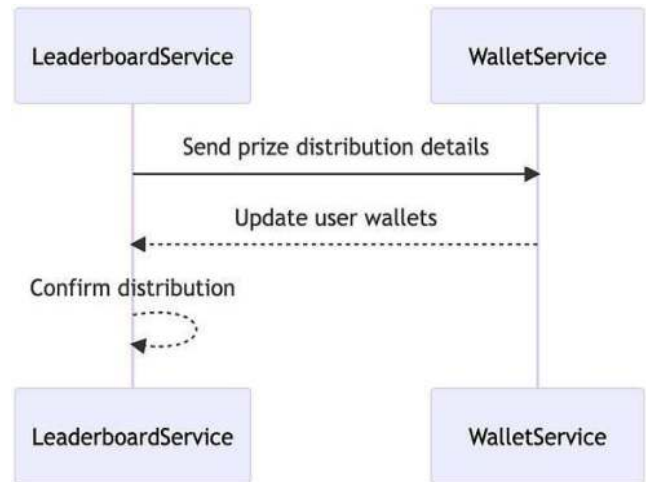 LeaderboardService
WalletService
Send prize distribution details
Update user wallets
Confirm distribution
LeaderboardService
WalletService